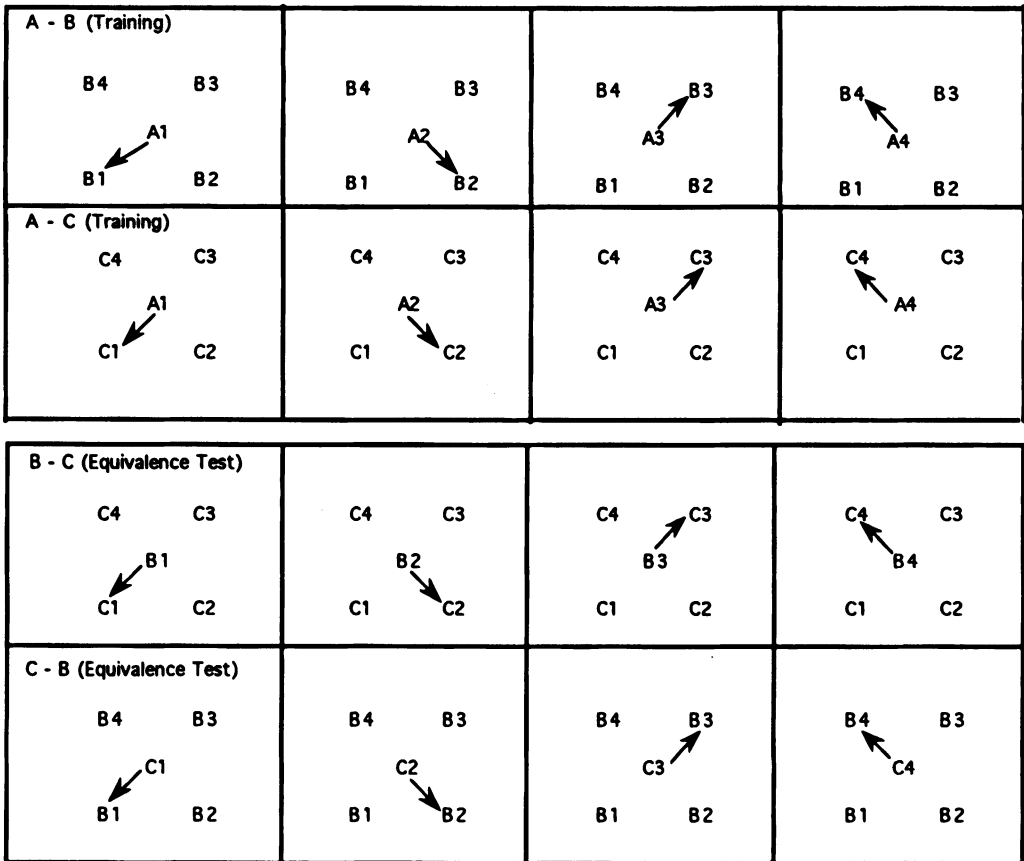 A - B (Training)
B4 B3
A1
B1 B2
B4 B3
A2
B1 B2
B4 B3
A3
B1 B2
B4 B3
A4
B1 B2
A - C (Training)
C4 C3
A1
C1 C2
C4 C3
A2
C1 C2
C4 C3
A3
C1 C2
C4 C3
A4
C1 C2
B - C (Equivalence Test)
C4 C3
B1
C1 C2
C4 C3
B2
C1 C2
C4 C3
B3
C1 C2
C4 C3
B4
C1 C2
C - B (Equivalence Test)
B4 B3
C1
B1 B2
B4 B3
C2
B1 B2
B4 B3
C3
B1 B2
B4 B3
C4
B1 B2